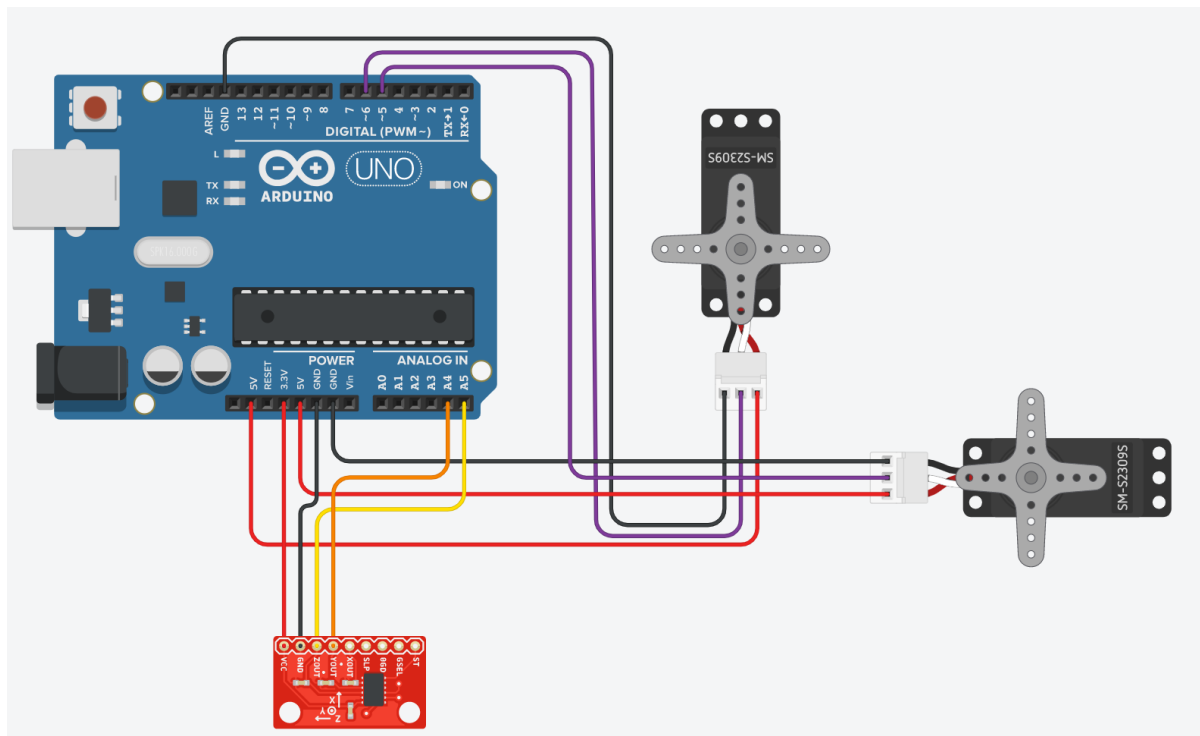 AREF
GND
13
12
~11
~10
~9
8
7
~6
~5
4
~3
2
TX→1
RX←0
DIGITAL (PWM~)
L
TX
RX
ARDUINO
UNO
ON
POWER
ANALOG IN
5V
RESET
3.3V
5V
GND
GND
Vin
A0
A1
A2
A3
A4
A5
SM-S2309S
SM-S2309S
VCC
GND
ZOUT
YOUT
XOUT
SLP
0GD
GSEL
ST
X
Y
Z